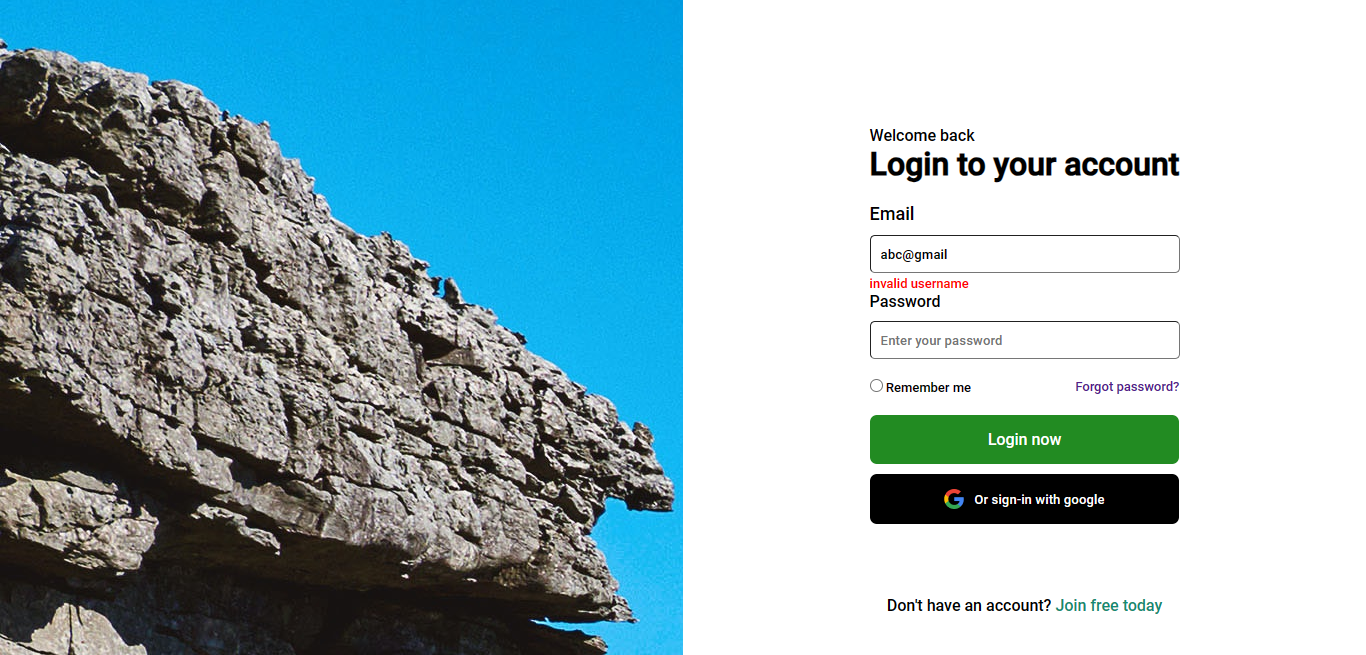 Welcome back
Login to your account
Email
abc@gmail
invalid username
Password
Enter your password
Remember me Forgot password?
Login now
Or sign-in with google
Don't have an account? Join free today